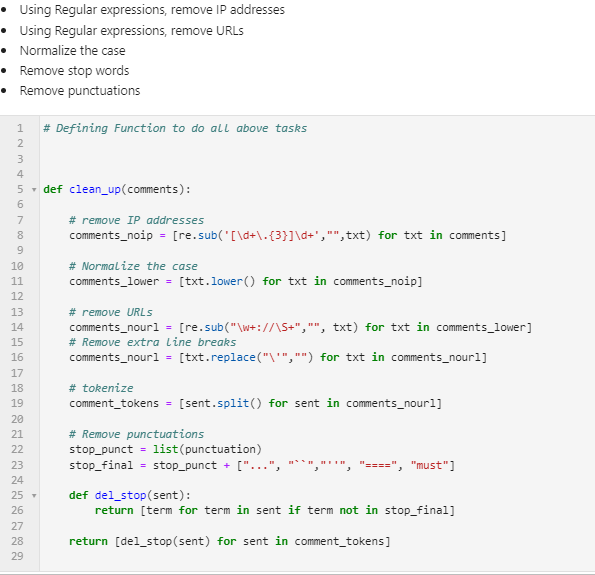 Using Regular expressions, remove IP addresses
Using Regular expressions, remove URLs
Normalize the case
Remove stop words
Remove punctuations
1 # Defining Function to do all above tasks
2
3
4
5 def clean_up(comments):
6
7     # remove IP addresses
8     comments_noip = [re.sub('[\d+\.{3}]\d+',"",txt) for txt in comments]
9
10     # Normalize the case
11     comments_lower = [txt.lower() for txt in comments_noip]
12
13     # remove URLs
14     comments_nourl = [re.sub("\w+://\S+","", txt) for txt in comments_lower]
15     # Remove extra line breaks
16     comments_nourl = [txt.replace("\'","") for txt in comments_nourl]
17
18     # tokenize
19     comment_tokens = [sent.split() for sent in comments_nourl]
20
21     # Remove punctuations
22     stop_punct = list(punctuation)
23     stop_final = stop_punct + ["...", "``","''", "====", "must"]
24
25     def del_stop(sent):
26         return [term for term in sent if term not in stop_final]
27
28     return [del_stop(sent) for sent in comment_tokens]
29